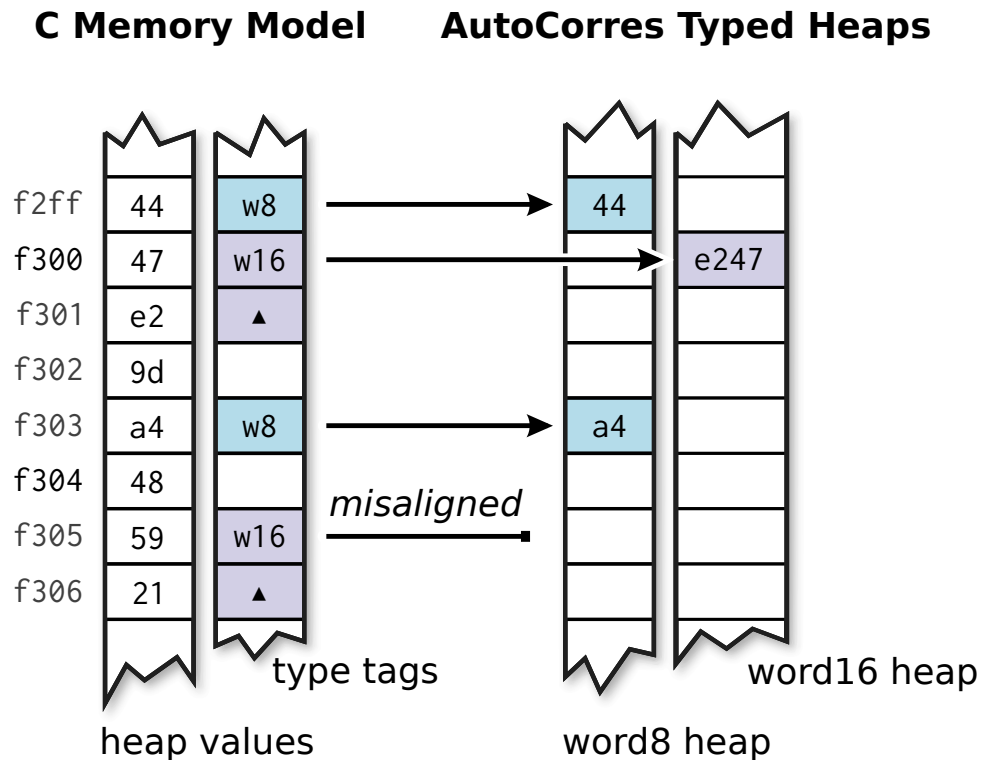 C Memory Model AutoCorres Typed Heaps
f2ff 44 w8 44
f300 47 w16 e247
f301 e2 ▲
f302 9d
f303 a4 w8 a4
f304 48
misaligned
f305 59 w16
f306 21 ▲
type tags word16 heap
heap values word8 heap